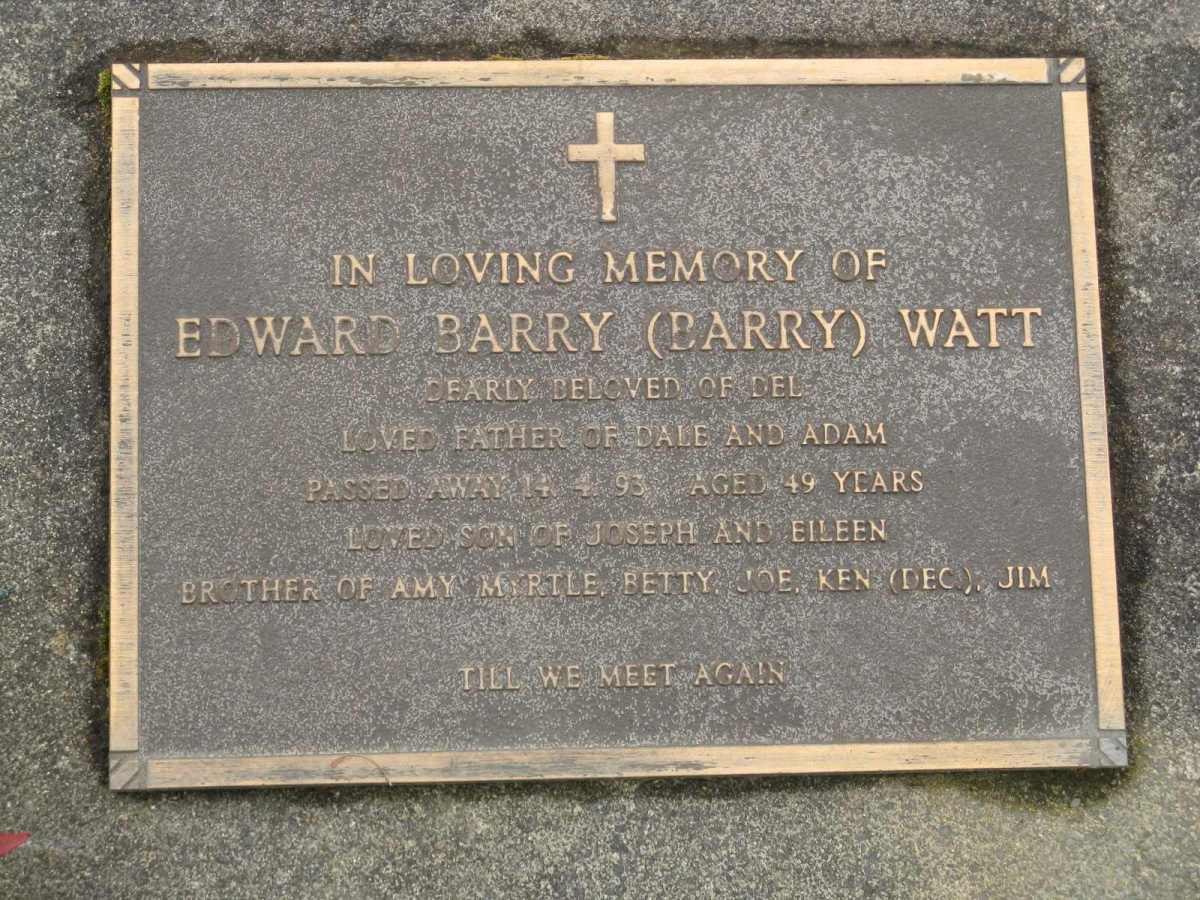 IN LOVING MEMORY OF
EDWARD BARRY (BARRY) WATT
DEARLY BELOVED OF DEL
LOVED FATHER OF DALE AND ADAM
PASSED AWAY 14. 4. 93 AGED 49 YEARS
LOVED SON OF JOSEPH AND EILEEN
BROTHER OF AMY, MYRTLE, BETTY, JOE, KEN (DEC.), JIM
TILL WE MEET AGAIN